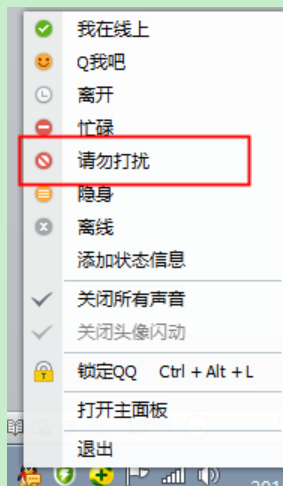 我在线上
Q我吧
离开
忙碌
请勿打扰
隐身
离线
添加状态信息
关闭所有声音
关闭头像闪动
锁定QQ Ctrl + Alt + L
打开主面板
退出